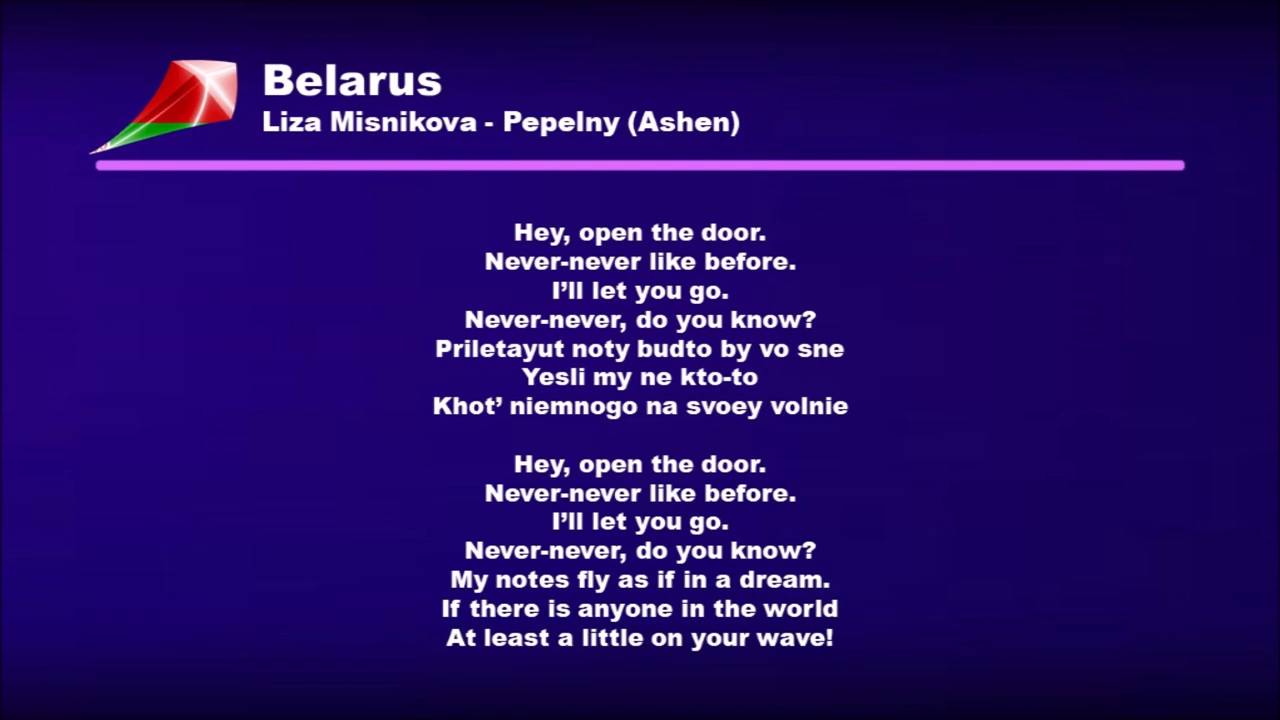 Belarus
Liza Misnikova - Pepelny (Ashen)
Hey, open the door.
Never-never like before.
I’ll let you go.
Never-never, do you know?
Priletayut noty budto by vo sne
Yesli my ne kto-to
Khot’ niemnogo na svoey volnie
Hey, open the door.
Never-never like before.
I’ll let you go.
Never-never, do you know?
My notes fly as if in a dream.
If there is anyone in the world
At least a little on your wave!